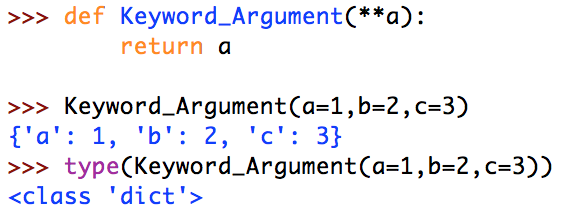 >>> def Keyword_Argument(**a):
        return a
>>> Keyword_Argument(a=1,b=2,c=3)
{'a': 1, 'b': 2, 'c': 3}
>>> type(Keyword_Argument(a=1,b=2,c=3))
<class 'dict'>